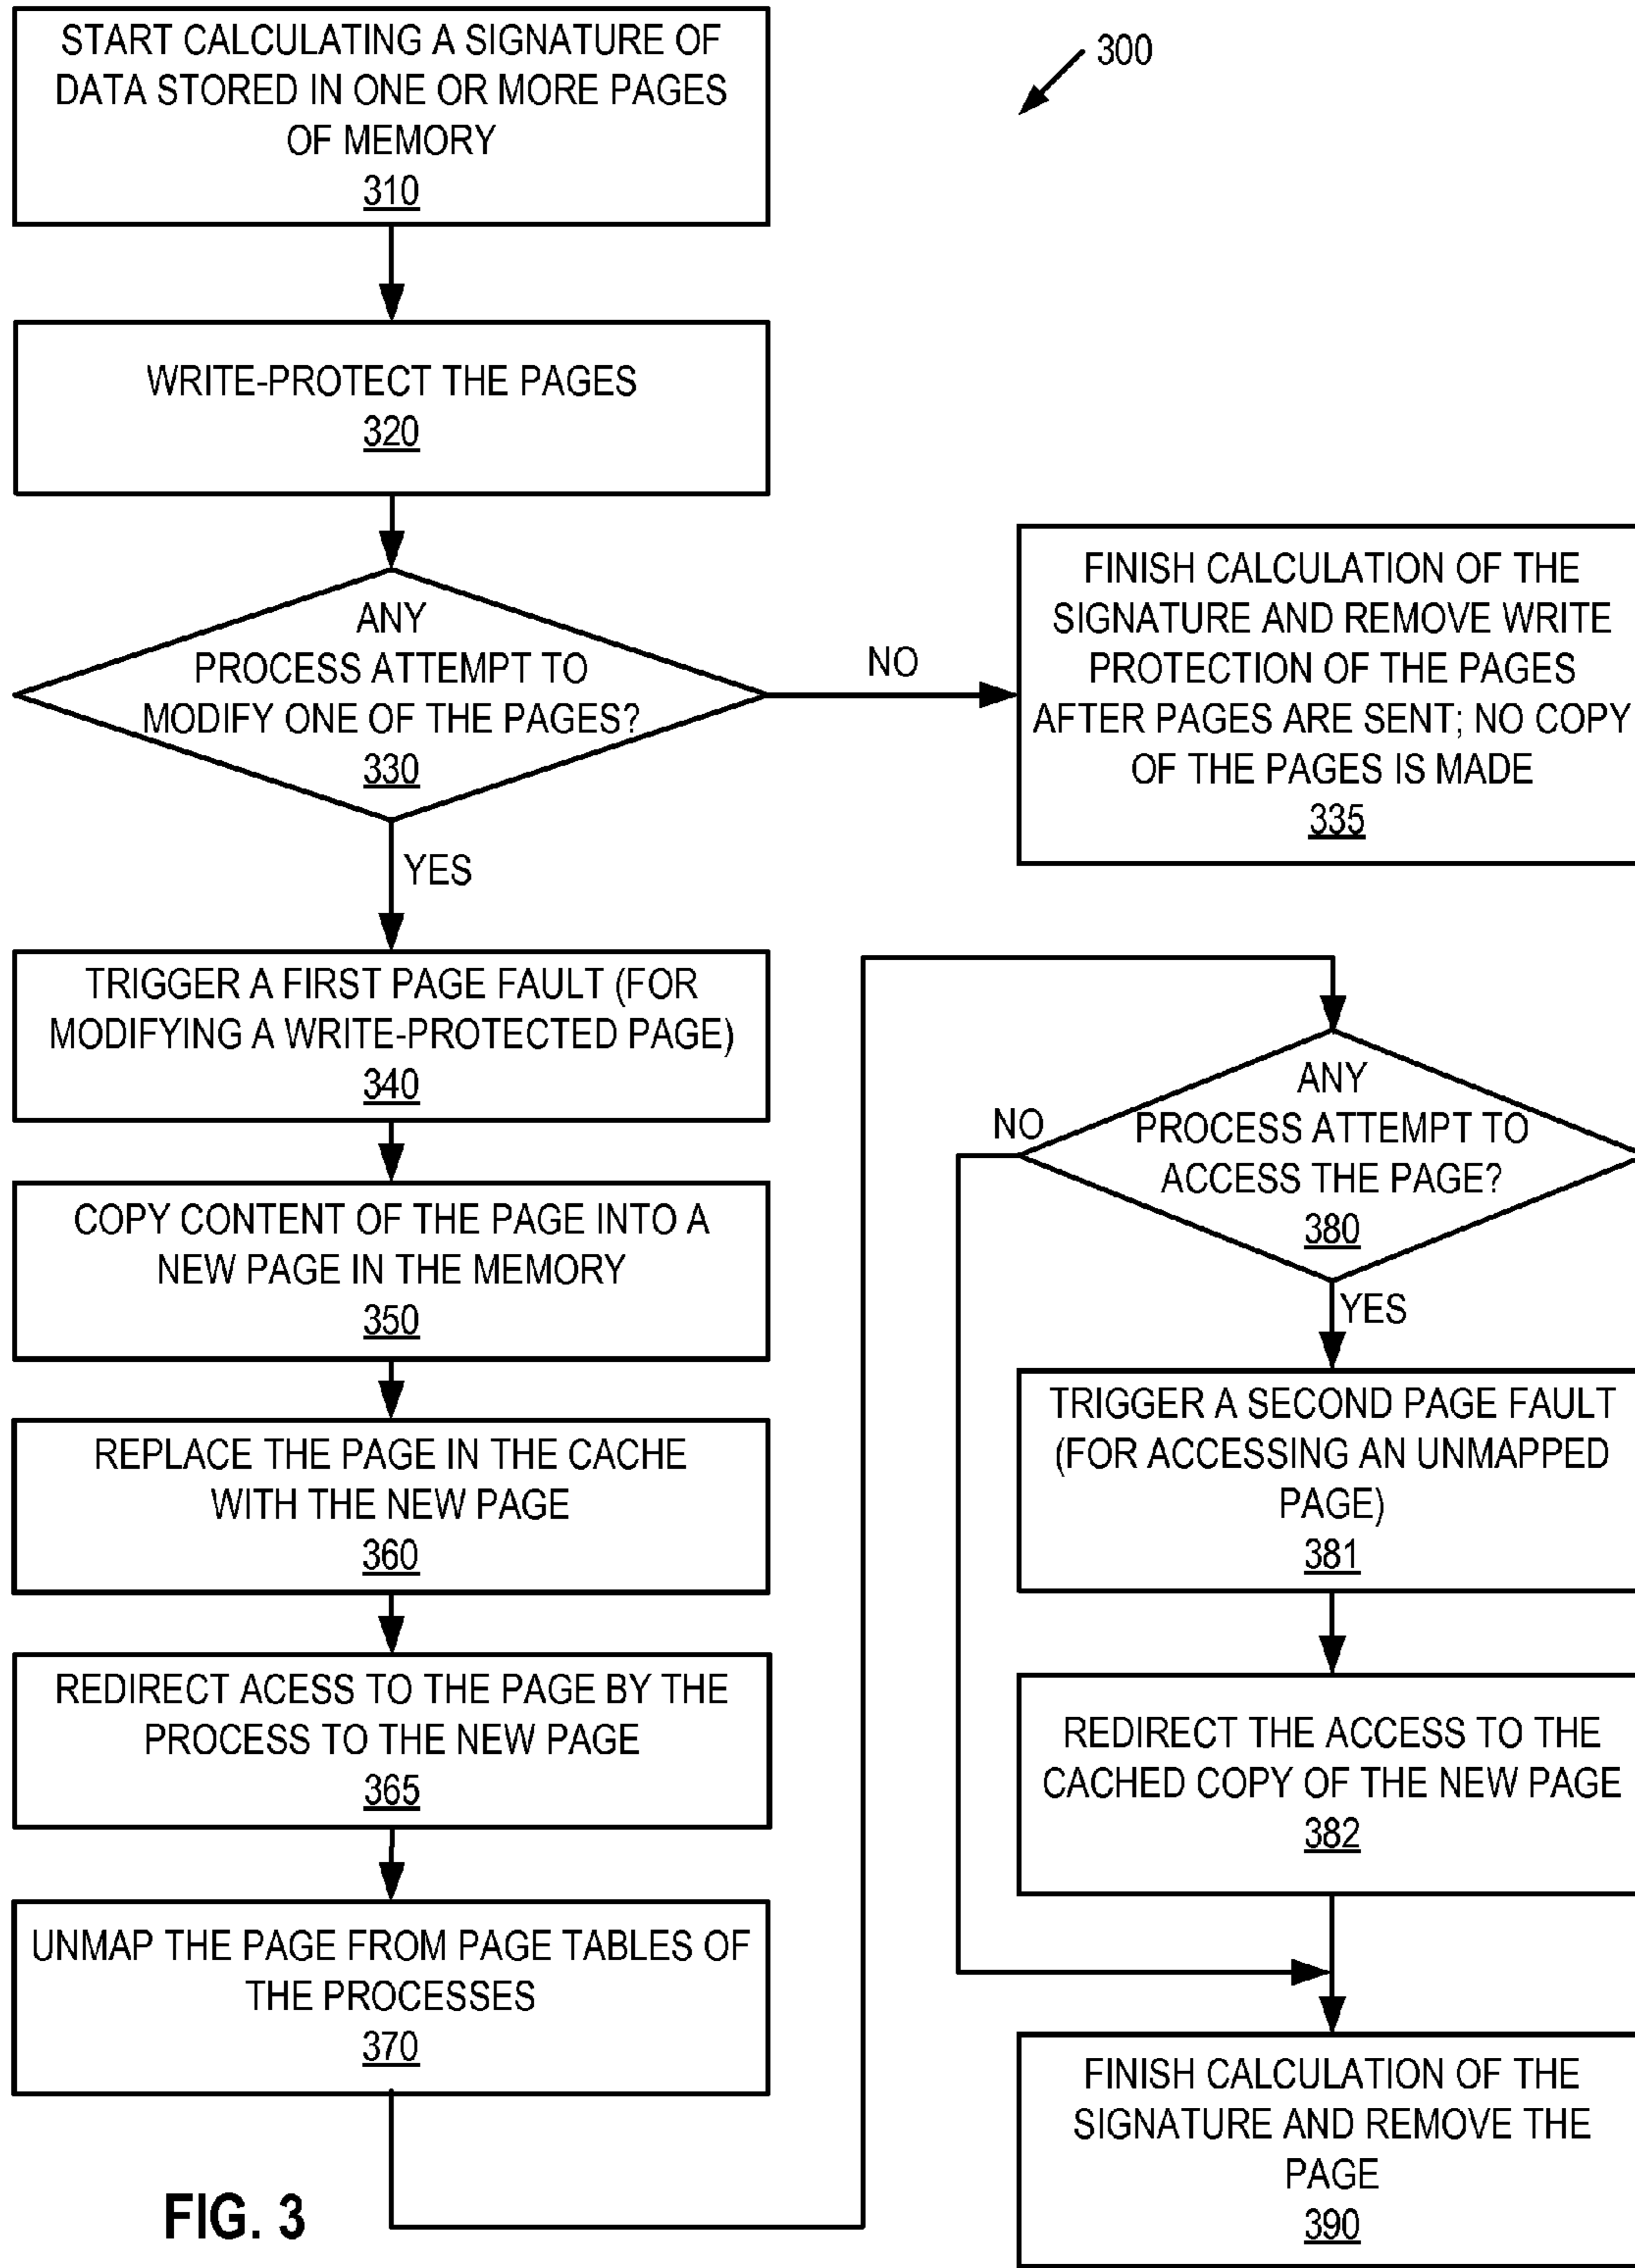 START CALCULATING A SIGNATURE OF
DATA STORED IN ONE OR MORE PAGES
OF MEMORY
310
300
WRITE-PROTECT THE PAGES
320
ANY
PROCESS ATTEMPT TO
MODIFY ONE OF THE PAGES?
330
NO
FINISH CALCULATION OF THE
SIGNATURE AND REMOVE WRITE
PROTECTION OF THE PAGES
AFTER PAGES ARE SENT; NO COPY
OF THE PAGES IS MADE
335
YES
TRIGGER A FIRST PAGE FAULT (FOR
MODIFYING A WRITE-PROTECTED PAGE)
340
COPY CONTENT OF THE PAGE INTO A
NEW PAGE IN THE MEMORY
350
REPLACE THE PAGE IN THE CACHE
WITH THE NEW PAGE
360
REDIRECT ACESS TO THE PAGE BY THE
PROCESS TO THE NEW PAGE
365
UNMAP THE PAGE FROM PAGE TABLES OF
THE PROCESSES
370
ANY
PROCESS ATTEMPT TO
ACCESS THE PAGE?
380
NO
YES
TRIGGER A SECOND PAGE FAULT
(FOR ACCESSING AN UNMAPPED
PAGE)
381
REDIRECT THE ACCESS TO THE
CACHED COPY OF THE NEW PAGE
382
FINISH CALCULATION OF THE
SIGNATURE AND REMOVE THE
PAGE
390
FIG. 3